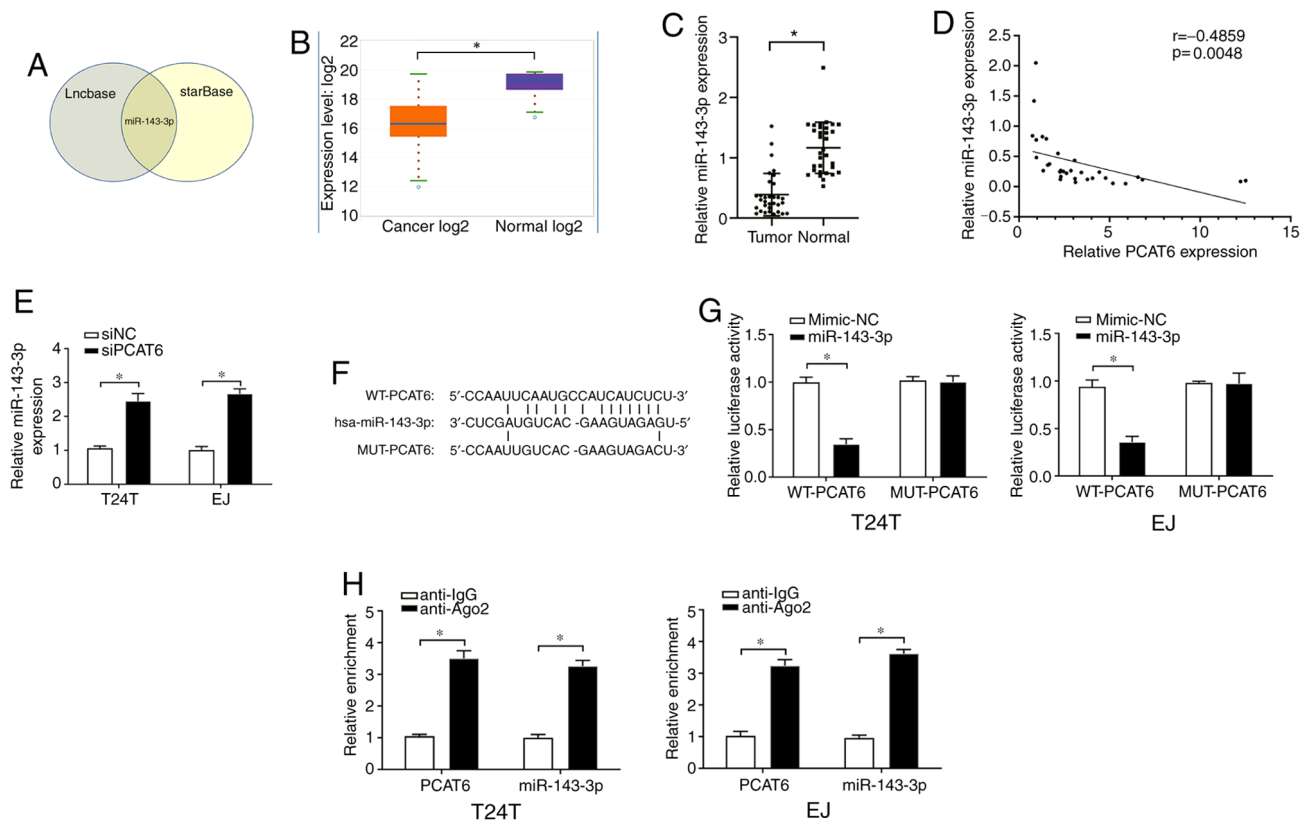 A
Lncbase
starBase
miR-143-3p
B
Expression level: log2
22
20
18
16
14
12
10
*
Cancer log2
Normal log2
C
Relative miR-143-3p expression
3
2
1
0
*
Tumor Normal
D
Relative miR-143-3p expression
2.5
2.0
1.5
1.0
0.5
0.0
−0.5
r=−0.4859
p=0.0048
0
5
10
15
Relative PCAT6 expression
E
siNC
siPCAT6
Relative miR-143-3p
expression
4
3
2
1
0
*
*
T24T
EJ
F
WT-PCAT6: 5′-CCAAUUCAAUGCCAUCAUCUCU-3′
hsa-miR-143-3p: 3′-CUCGAUGUCAC -GAAGUAGAGU-5′
MUT-PCAT6: 5′-CCAAUUGUCAC -GAAGUAGACU-3′
G
Mimic-NC
miR-143-3p
Relative luciferase activity
1.5
1.0
0.5
0.0
*
WT-PCAT6
MUT-PCAT6
T24T
Mimic-NC
miR-143-3p
Relative luciferase activity
1.5
1.0
0.5
0.0
*
WT-PCAT6
MUT-PCAT6
EJ
H
anti-IgG
anti-Ago2
Relative enrichment
5
4
3
2
1
0
*
*
PCAT6
miR-143-3p
T24T
anti-IgG
anti-Ago2
Relative enrichment
5
4
3
2
1
0
*
*
PCAT6
miR-143-3p
EJ